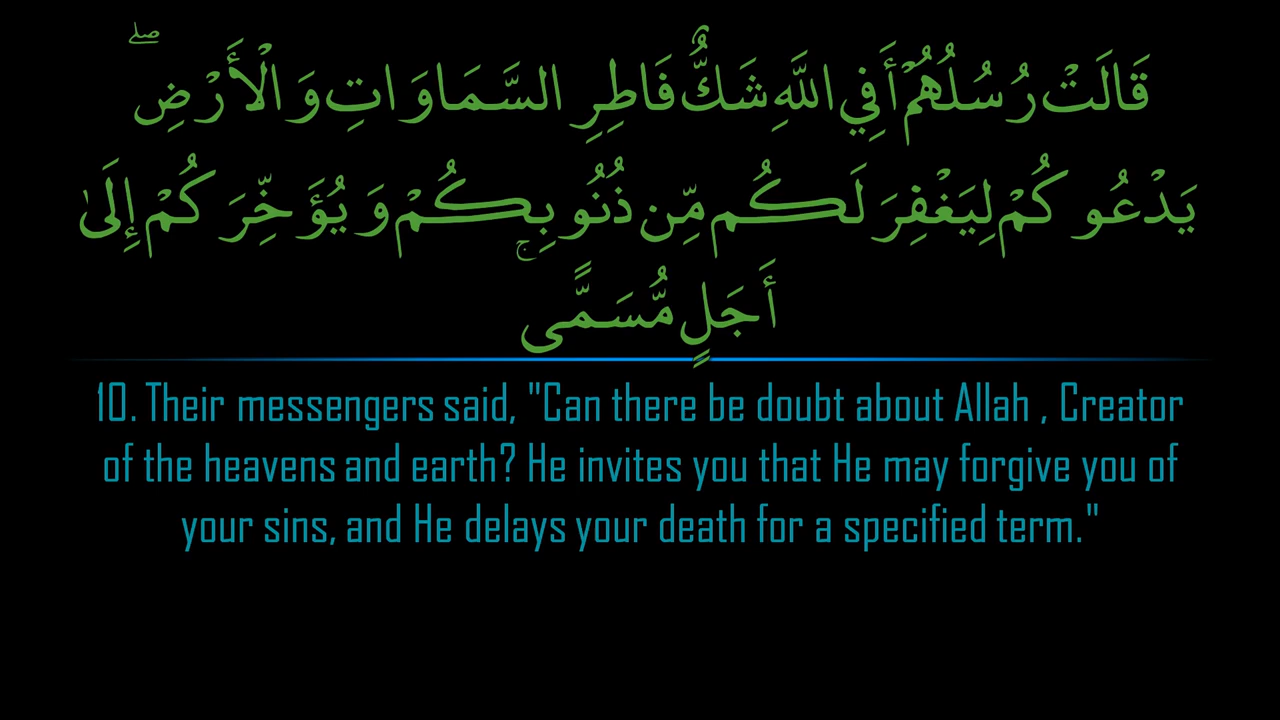 قَالَتْ رُسُلُهُمْ أَفِي اللَّهِ شَكٌّ فَاطِرِ السَّمَاوَاتِ وَالْأَرْضِ ۖ
يَدْعُوكُمْ لِيَغْفِرَ لَكُم مِّن ذُنُوبِكُمْ وَيُؤَخِّرَكُمْ إِلَىٰ
أَجَلٍ مُّسَمًّى ۚ
10. Their messengers said, "Can there be doubt about Allah , Creator
of the heavens and earth? He invites you that He may forgive you of
your sins, and He delays your death for a specified term."